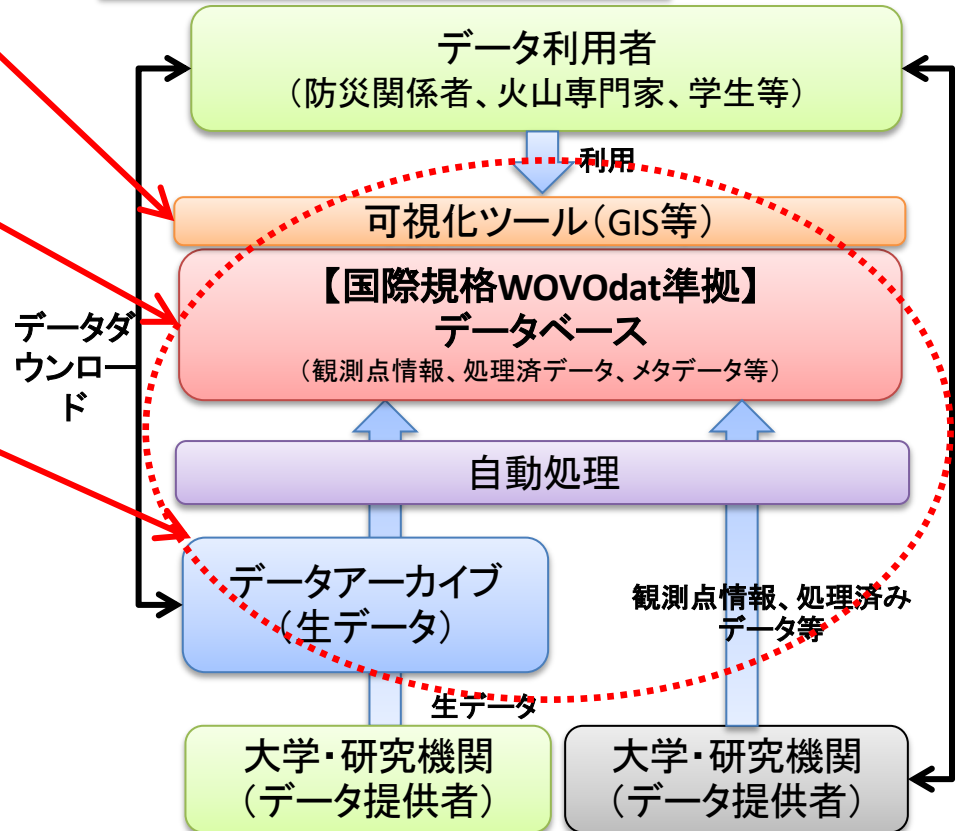 データ利用者
（防災関係者、火山専門家、学生等）
利用
可視化ツール（GIS等）
【国際規格WOVOdat準拠】
データベース
（観測点情報、処理済データ、メタデータ等）
データダ
ウンロー
ド
自動処理
データアーカイブ
（生データ）
観測点情報、処理済み
データ等
生データ
大学・研究機関
（データ提供者）
大学・研究機関
（データ提供者）